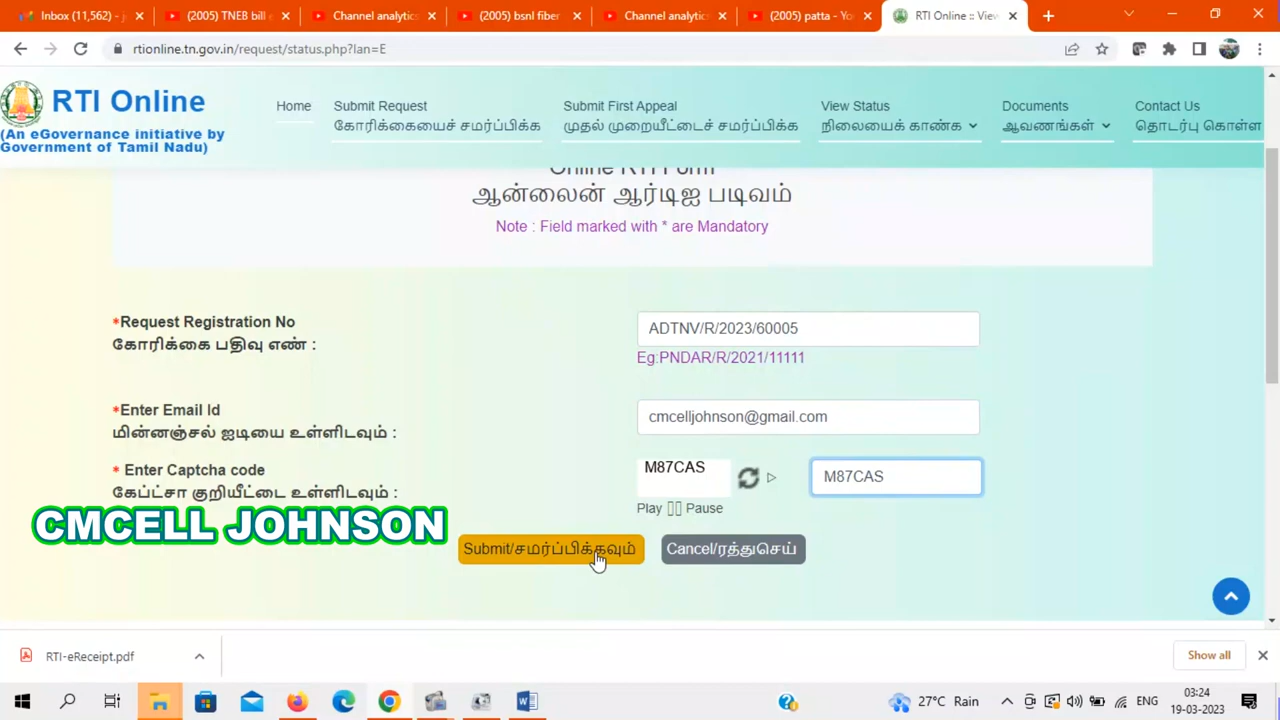 Inbox (11,562) - j
(2005) TNEB bill e
Channel analytic
(2005) bsnl fiber
Channel analytic
(2005) patta - Yo
RTI Online :: View
rtionline.tn.gov.in/request/status.php?lan=E
RTI Online
(An eGovernance initiative by
Government of Tamil Nadu)
Home
Submit Request
கோரிக்கையைச் சமர்ப்பிக்க
Submit First Appeal
முதல் முறையீட்டைச் சமர்ப்பிக்க
View Status
நிலையைக் காண்க
Documents
ஆவணங்கள்
Contact Us
தொடர்பு கொள்ள
Online RTI Form
ஆன்லைன் ஆர்டிஐ படிவம்
Note : Field marked with * are Mandatory
*Request Registration No
கோரிக்கை பதிவு எண் :
ADTNV/R/2023/60005
Eg:PNDAR/R/2021/11111
*Enter Email Id
மின்னஞ்சல் ஐடியை உள்ளிடவும் :
cmcelljohnson@gmail.com
* Enter Captcha code
கேப்ட்சா குறியீட்டை உள்ளிடவும் :
M87CAS
M87CAS
Play Pause
CMCELL JOHNSON
Submit/சமர்ப்பிக்கவும்
Cancel/ரத்துசெய்
RTI-eReceipt.pdf
Show all
27°C Rain
ENG
03:24
19-03-2023